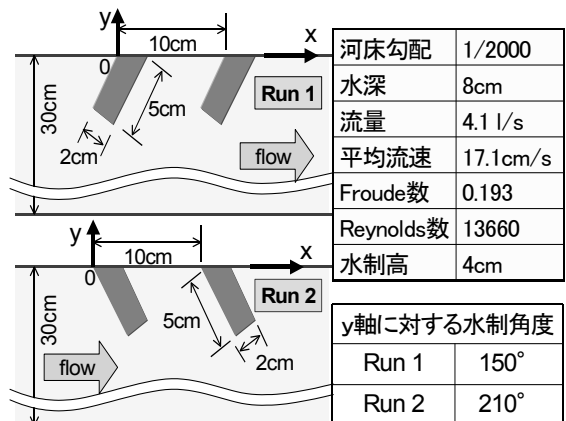 y
x
0
10cm
30cm
5cm
2cm
Run 1
flow
y
x
0
10cm
30cm
5cm
2cm
Run 2
flow
河床勾配 1/2000
水深 8cm
流量 4.1 l/s
平均流速 17.1cm/s
Froude数 0.193
Reynolds数 13660
水制高 4cm
y軸に対する水制角度
Run 1 150°
Run 2 210°